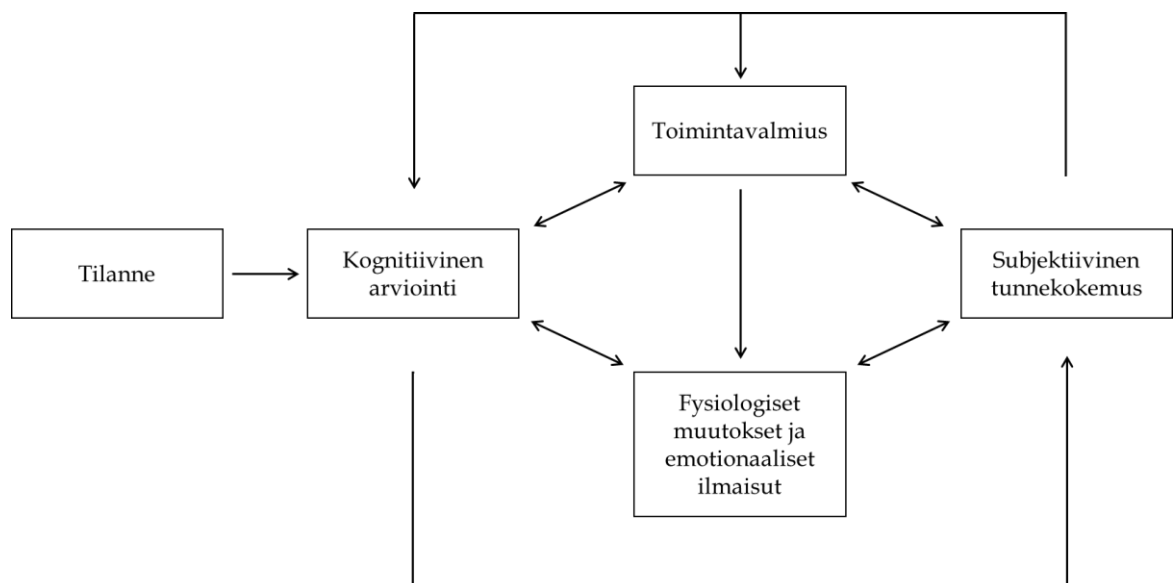 Toimintavalmius
Tilanne
Kognitiivinen
arviointi
Subjektiivinen
tunnekokemus
Fysiologiset
muutokset ja
emotionaaliset
ilmaisut